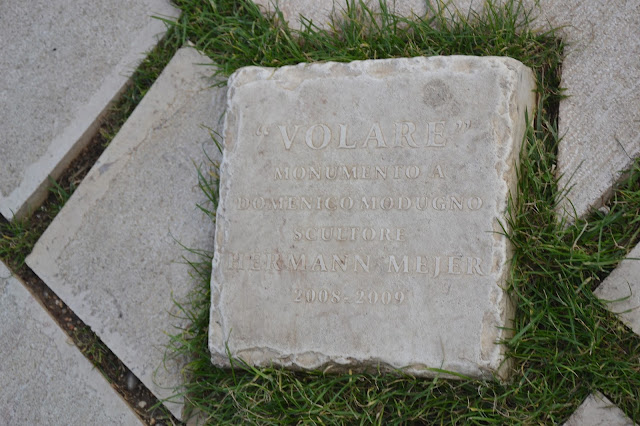 “VOLARE”
MONUMENTO A
DOMENICO MODUGNO
SCULTORE
HERMANN MEJER
2008-2009